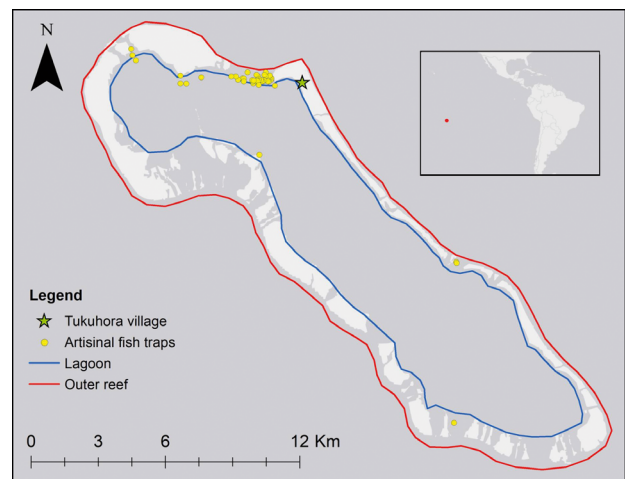 N
Legend
Tukuhora village
Artisinal fish traps
Lagoon
Outer reef
0 3 6 12 Km